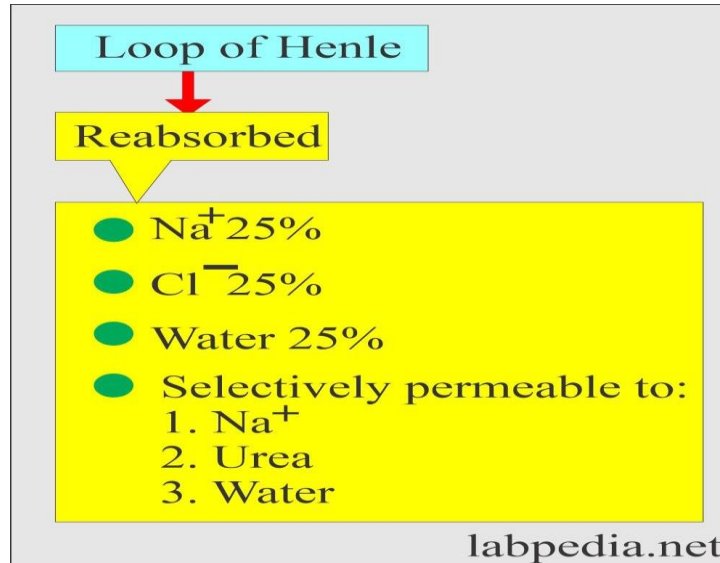 Loop of Henle
Reabsorbed
Na+ 25%
Cl− 25%
Water 25%
Selectively permeable to:
1. Na+
2. Urea
3. Water
labpedia.net